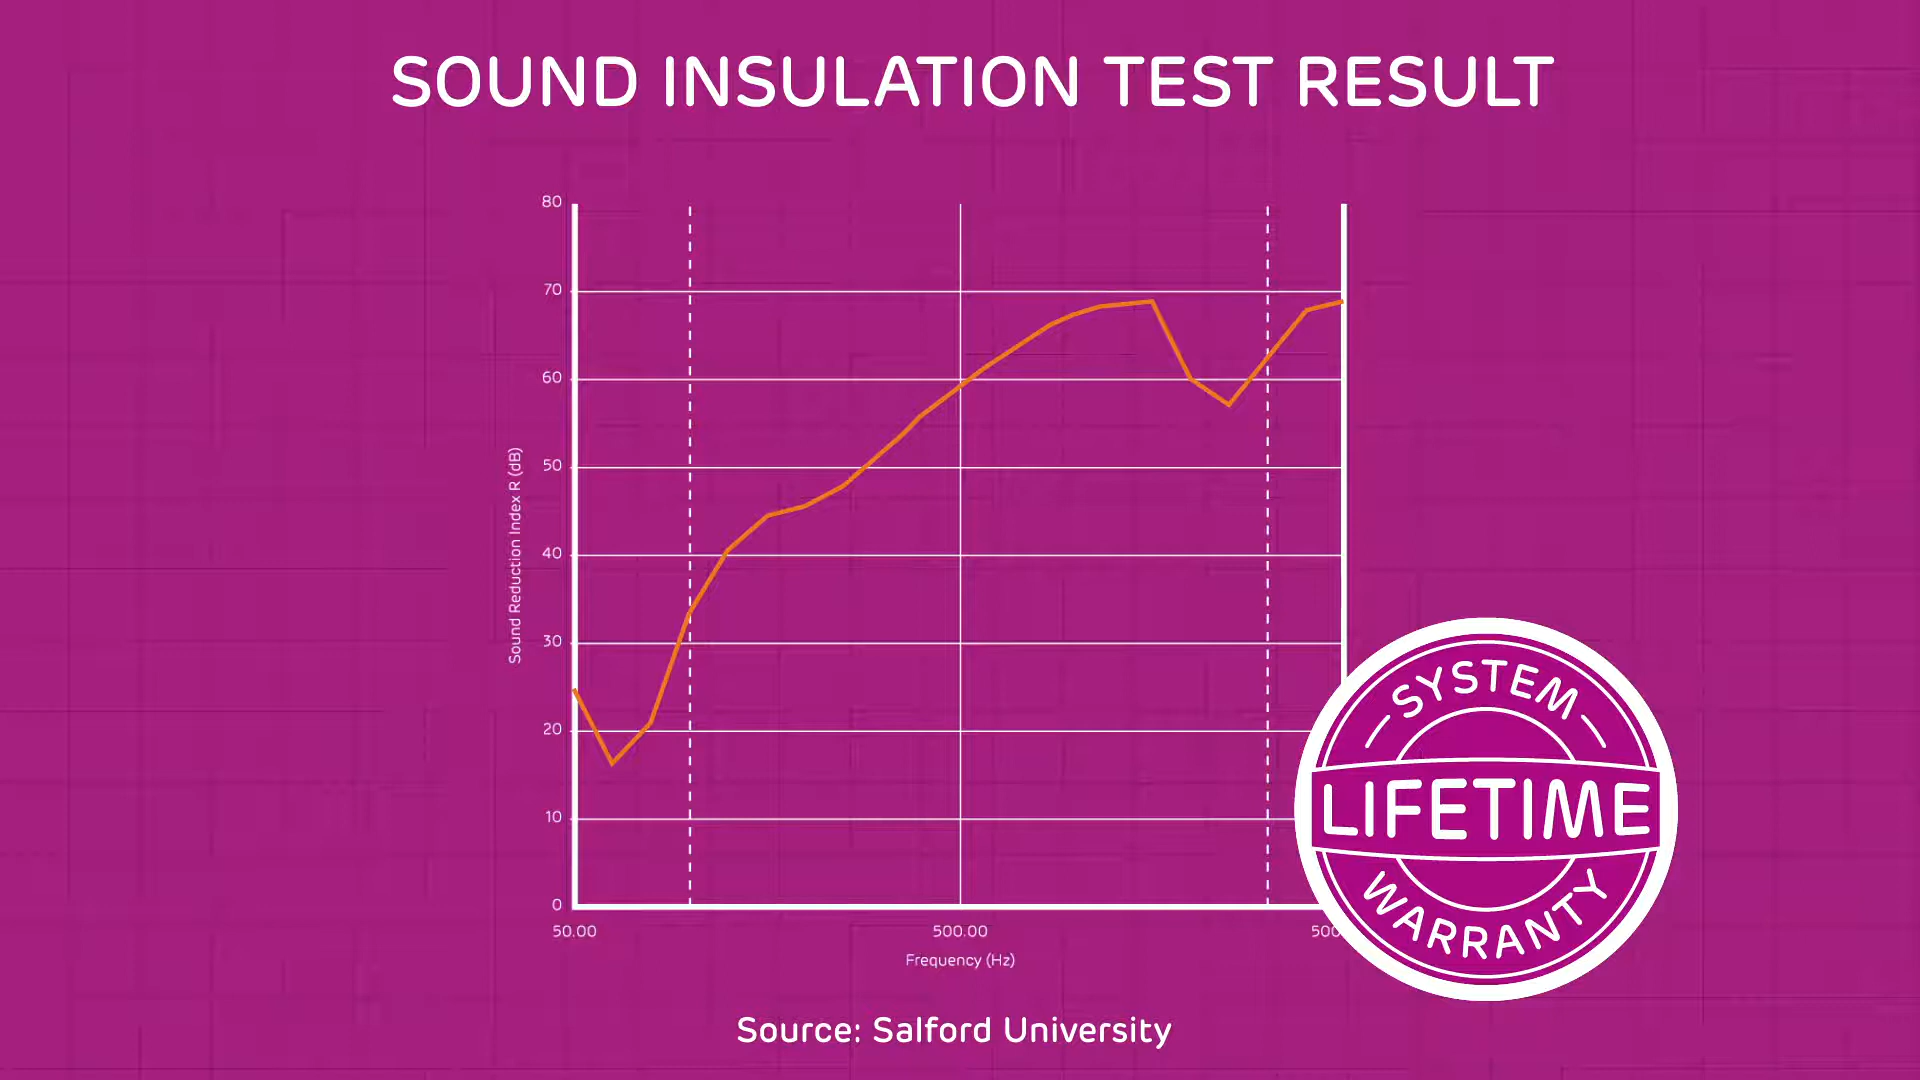 SOUND INSULATION TEST RESULT
80
70
60
50
40
30
20
10
0
Sound Reduction Index R (dB)
50.00
500.00
500
Frequency (Hz)
SYSTEM
LIFETIME
WARRANTY
Source: Salford University